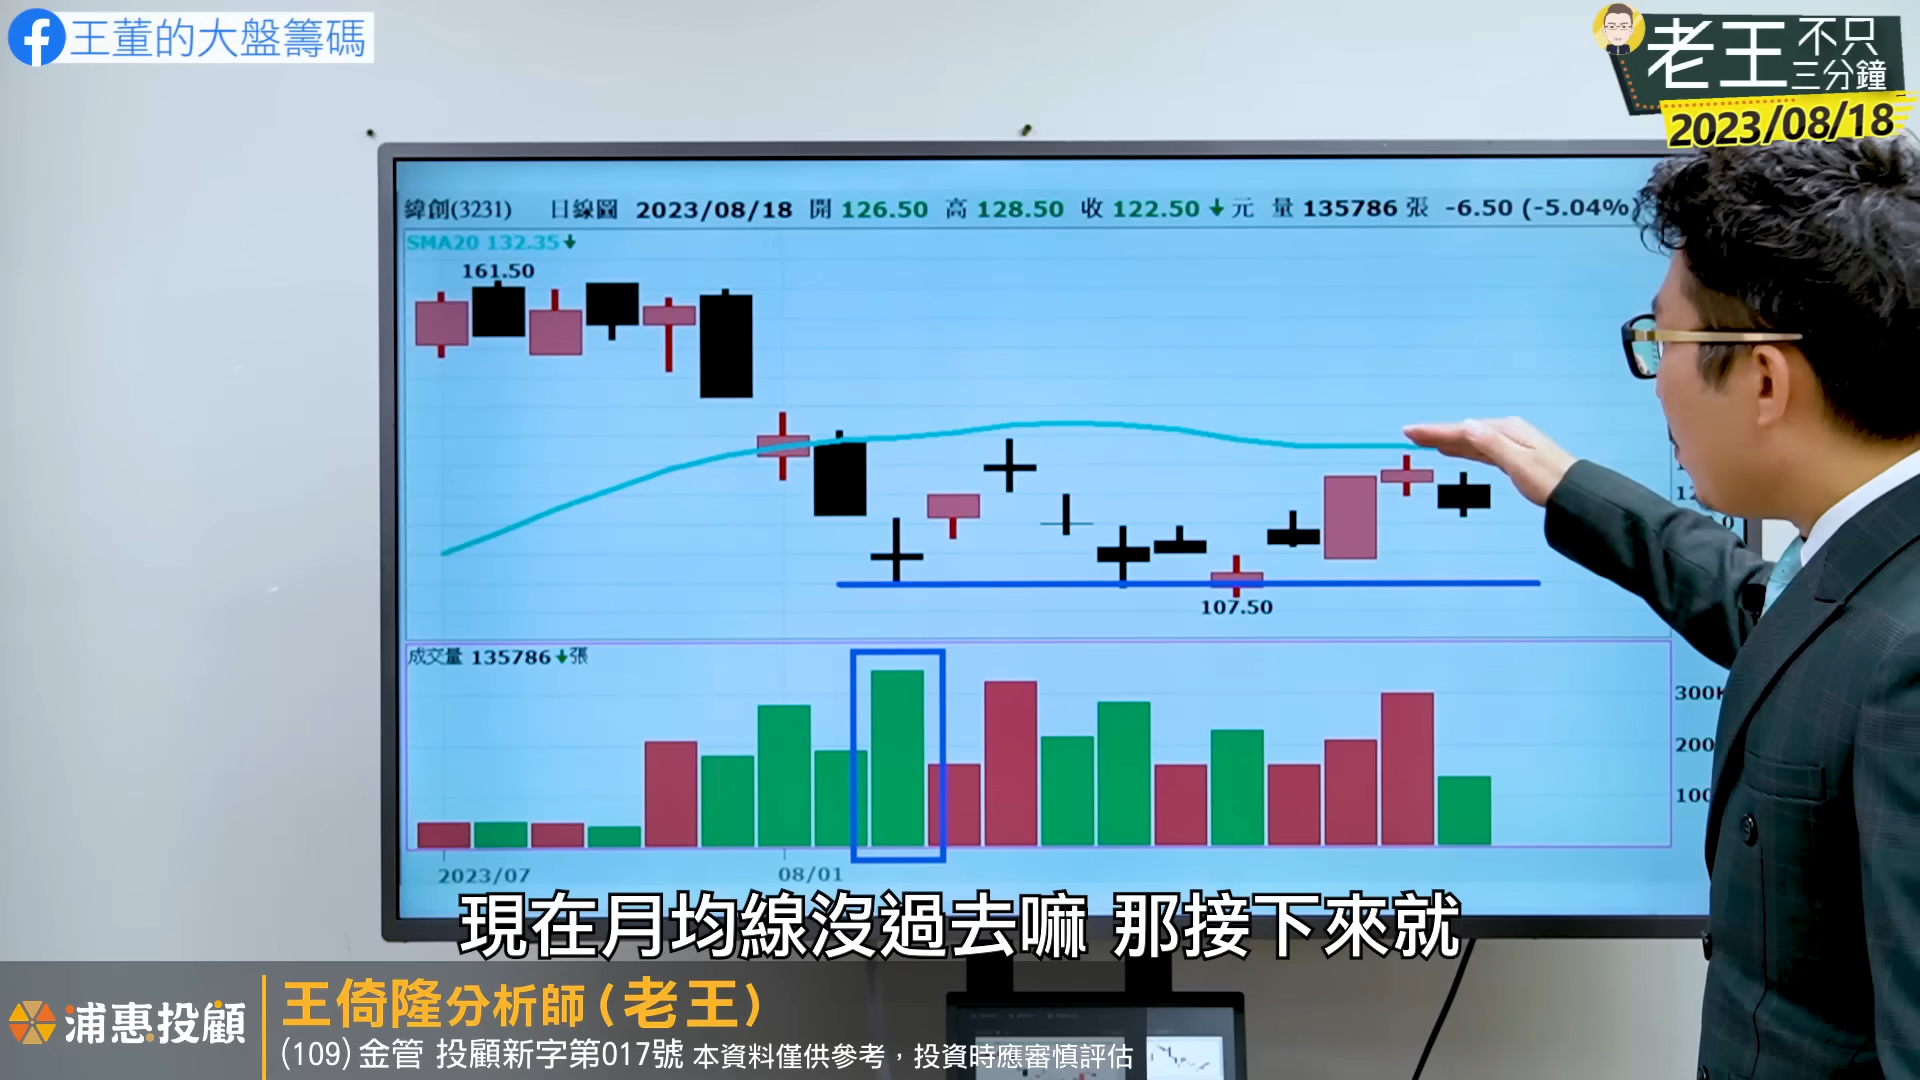 王董的大盤籌碼
老王不只三分鐘
2023/08/18
緯創(3231) 日線圖 2023/08/18 開 126.50 高 128.50 收 122.50↓元 量 135786 張 -6.50 (-5.04%)
SMA20 132.35↓
161.50
107.50
成交量 135786↓張
200
100
2023/07 08/01
現在月均線沒過去嘛 那接下來就
浦惠投顧
王倚隆分析師(老王)
(109)金管 投顧新字第017號 本資料僅供參考，投資時應審慎評估